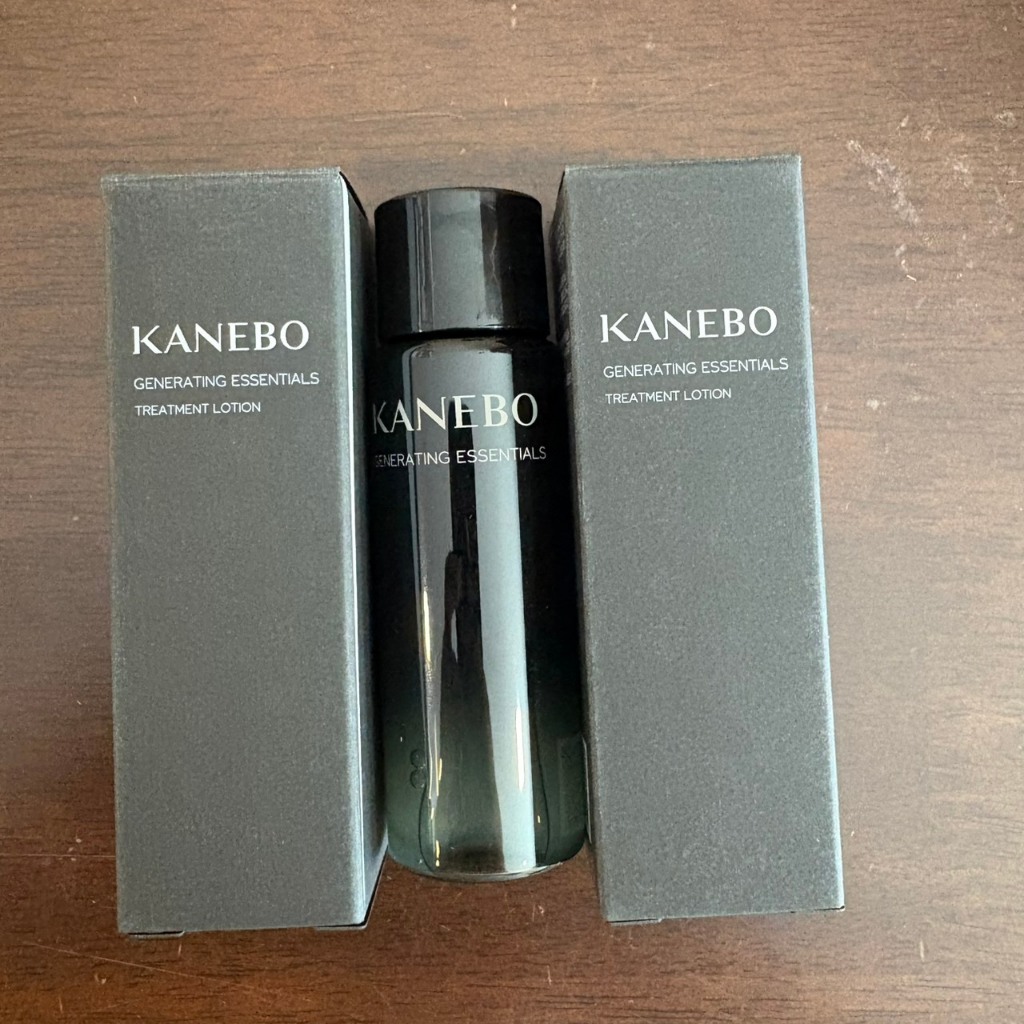 KANEBO
GENERATING ESSENTIALS
TREATMENT LOTION
KANEBO
GENERATING ESSENTIALS
KANEBO
GENERATING ESSENTIALS
TREATMENT LOTION